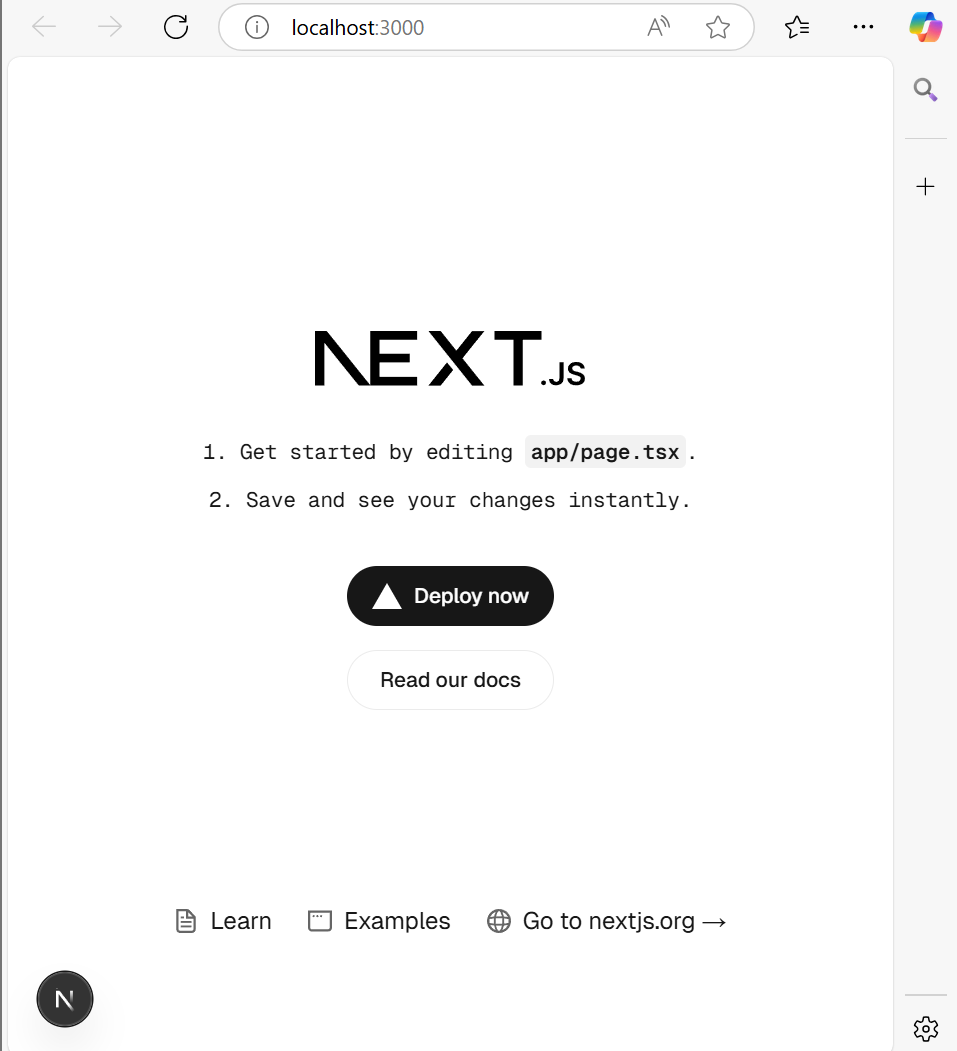 localhost:3000
NEXT.JS
1. Get started by editing app/page.tsx.
2. Save and see your changes instantly.
Deploy now
Read our docs
Learn
Examples
Go to nextjs.org →
N